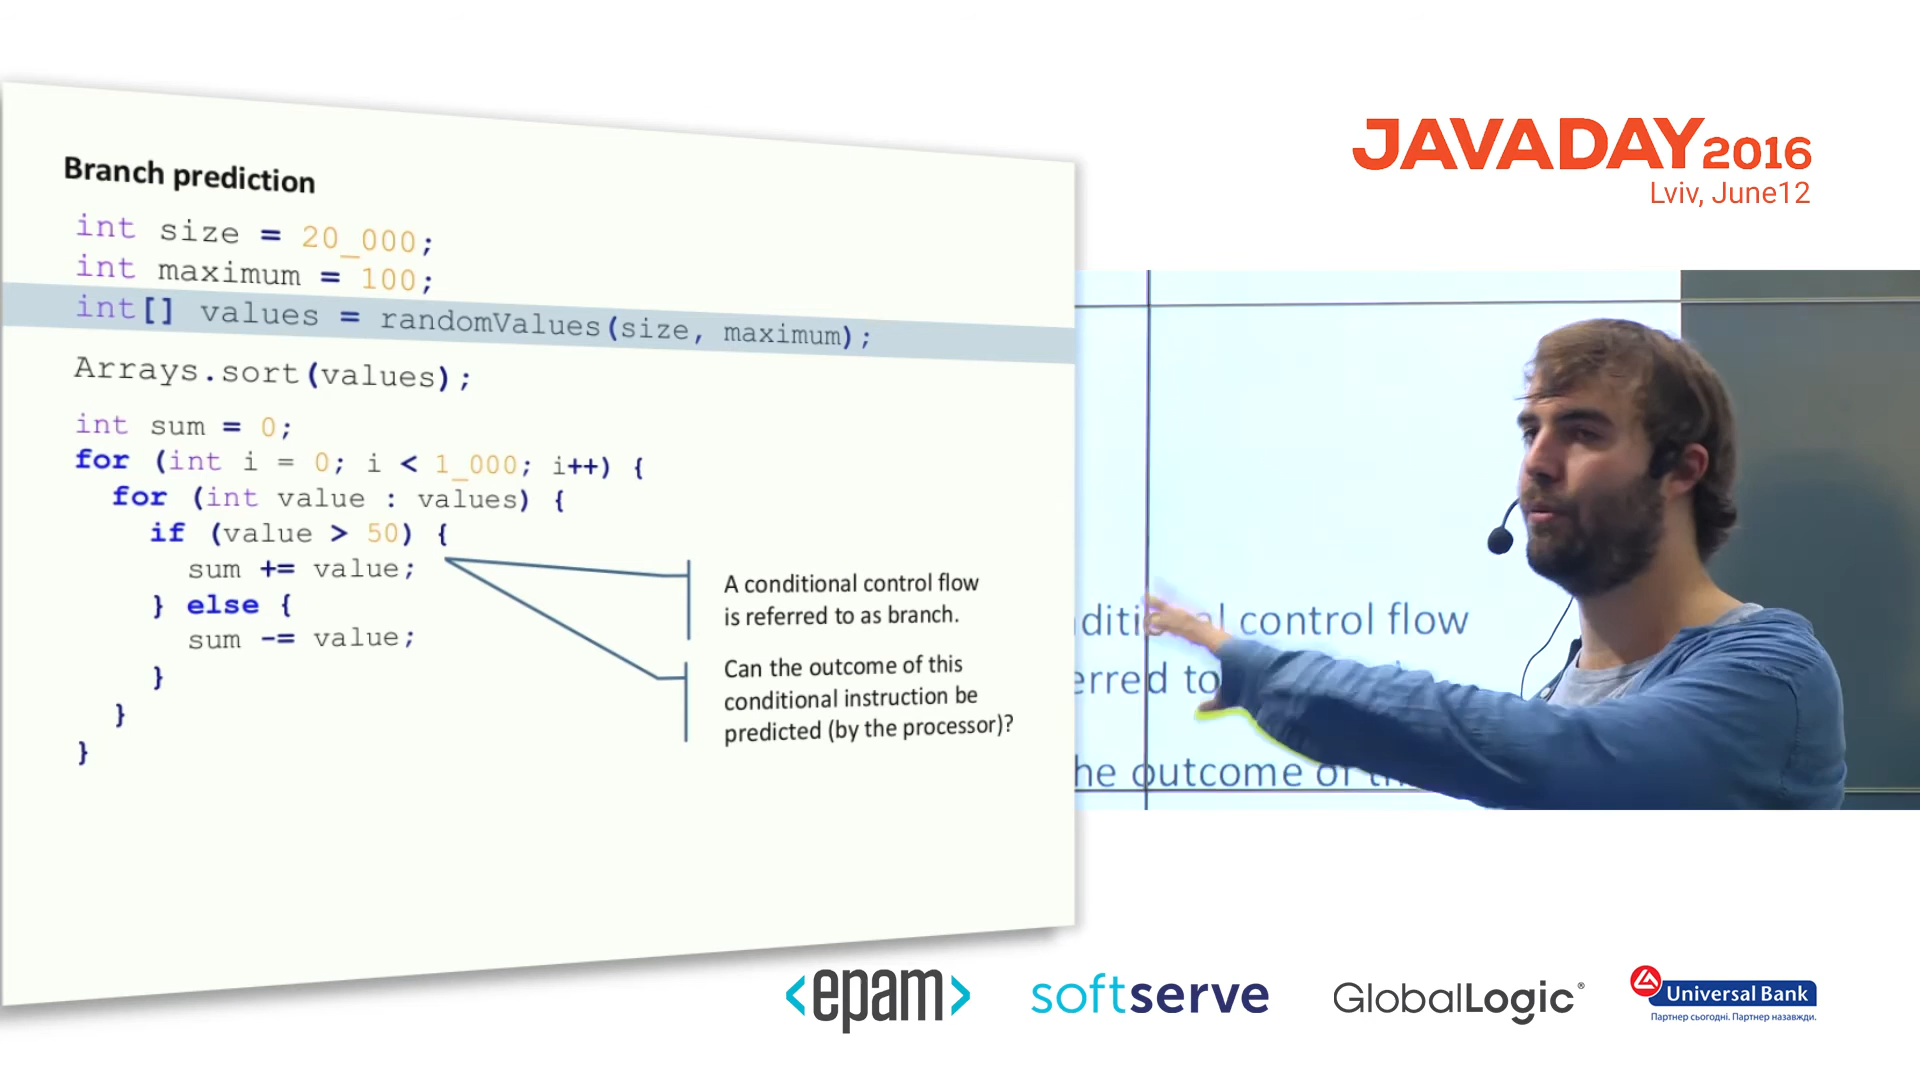 Branch prediction
int size = 20_000;
int maximum = 100;
int[] values = randomValues(size, maximum);
Arrays.sort(values);
int sum = 0;
for (int i = 0; i < 1_000; i++) {
for (int value : values) {
if (value > 50) {
sum += value;
} else {
sum -= value;
}
}
}
A conditional control flow
is referred to as branch.
Can the outcome of this
conditional instruction be
predicted (by the processor)?
JAVADAY2016
Lviv, June12
control flow
to
outcome
<epam>
softserve
GlobalLogic®
Universal Bank
Партнер сьогодні. Партнер назавжди.